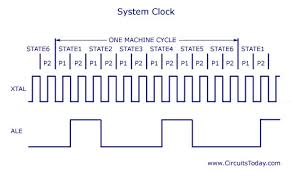 System Clock
ONE MACHINE CYCLE
STATE6 STATE1 STATE2 STATE3 STATE4 STATE5 STATE6 STATE1
P2 P1 P2 P1 P2 P1 P2 P1 P2 P1 P2 P1 P2 P1 P2
XTAL
ALE
www.CircuitsToday.com